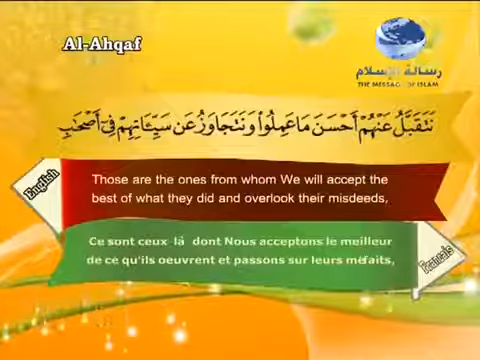 Al-Ahqaf
رسالة الإسلام
THE MESSAGE OF ISLAM
نَتَقَبَّلُ عَنْهُمْ أَحْسَنَ مَا عَمِلُوا۟ وَنَتَجَاوَزُ عَن سَيِّـَٔاتِهِمْ فِىٓ أَصْحَٰبِ
English
Those are the ones from whom We will accept the
best of what they did and overlook their misdeeds,
Ce sont ceux-là dont Nous acceptons le meilleur
de ce qu'ils oeuvrent et passons sur leurs méfaits,
Francais